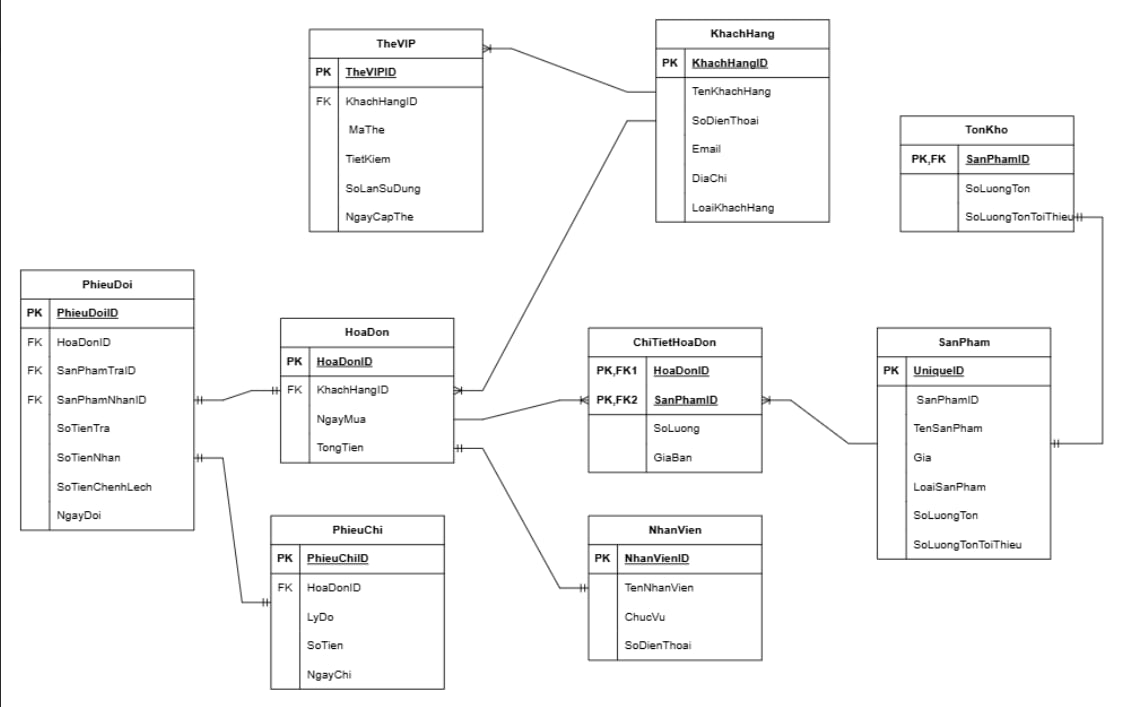 TheVIP
PK TheVIPID
FK KhachHangID
MaThe
TietKiem
SoLanSuDung
NgayCapThe
KhachHang
PK KhachHangID
TenKhachHang
SoDienThoai
Email
DiaChi
LoaiKhachHang
TonKho
PK,FK SanPhamID
SoLuongTon
SoLuongTonToiThieu
PhieuDoi
PK PhieuDoiID
FK HoaDonID
FK SanPhamTraID
FK SanPhamNhanID
SoTienTra
SoTienNhan
SoTienChenhLech
NgayDoi
HoaDon
PK HoaDonID
FK KhachHangID
NgayMua
TongTien
ChiTietHoaDon
PK,FK1 HoaDonID
PK,FK2 SanPhamID
SoLuong
GiaBan
SanPham
PK UniqueID
SanPhamID
TenSanPham
Gia
LoaiSanPham
SoLuongTon
SoLuongTonToiThieu
PhieuChi
PK PhieuChiID
FK HoaDonID
LyDo
SoTien
NgayChi
NhanVien
PK NhanVienID
TenNhanVien
ChucVu
SoDienThoai